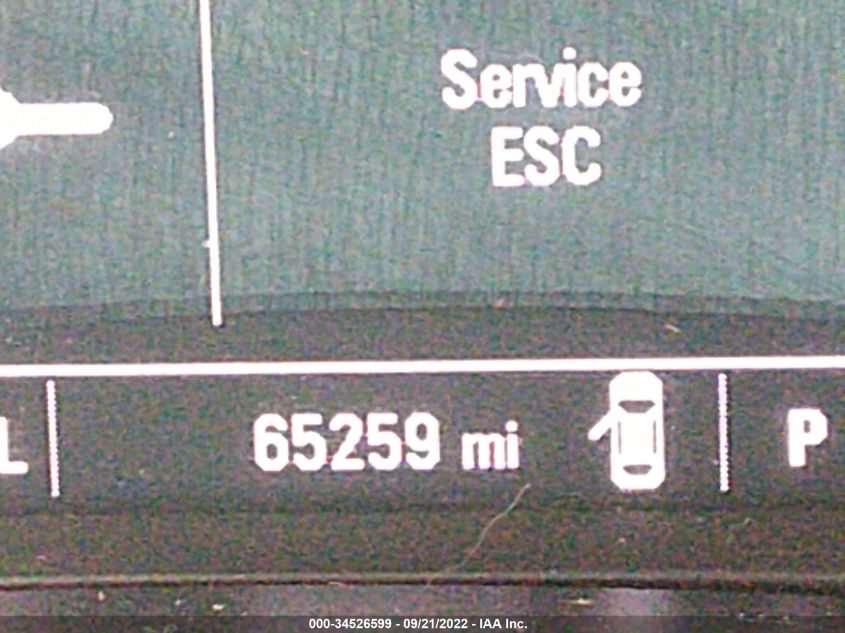 Service
ESC
L
65259 mi
P
000-34526599 - 09/21/2022 - IAA Inc.